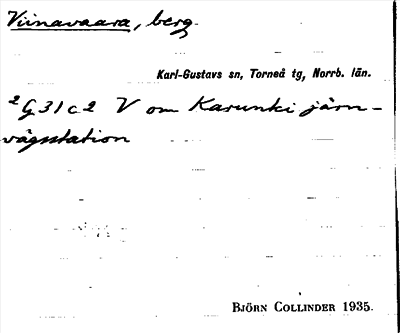 Viinavaara, berg.
Karl-Gustavs sn, Torneå tg, Norrb. län.
²G31c2 V om Karunki järn-
vägsstation
BJÖRN COLLINDER 1935.